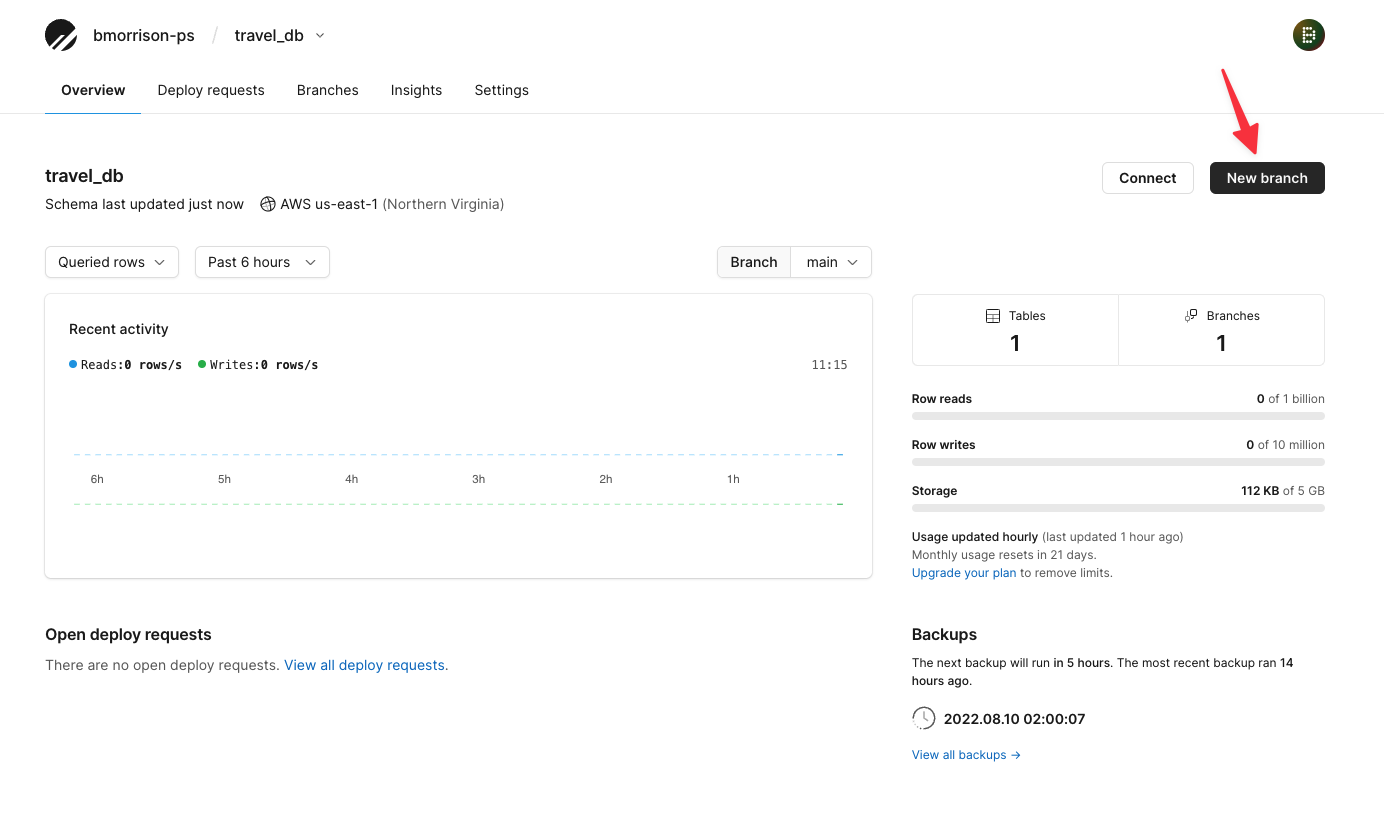 bmorrison-ps / travel_db
Overview Deploy requests Branches Insights Settings
travel_db
Connect New branch
Schema last updated just now AWS us-east-1 (Northern Virginia)
Queried rows Past 6 hours Branch main
Recent activity
Reads:0 rows/s Writes:0 rows/s 11:15
6h 5h 4h 3h 2h 1h
Tables Branches
1 1
Row reads 0 of 1 billion
Row writes 0 of 10 million
Storage 112 KB of 5 GB
Usage updated hourly (last updated 1 hour ago)
Monthly usage resets in 21 days.
Upgrade your plan to remove limits.
Open deploy requests
There are no open deploy requests. View all deploy requests.
Backups
The next backup will run in 5 hours. The most recent backup ran 14
hours ago.
2022.08.10 02:00:07
View all backups →